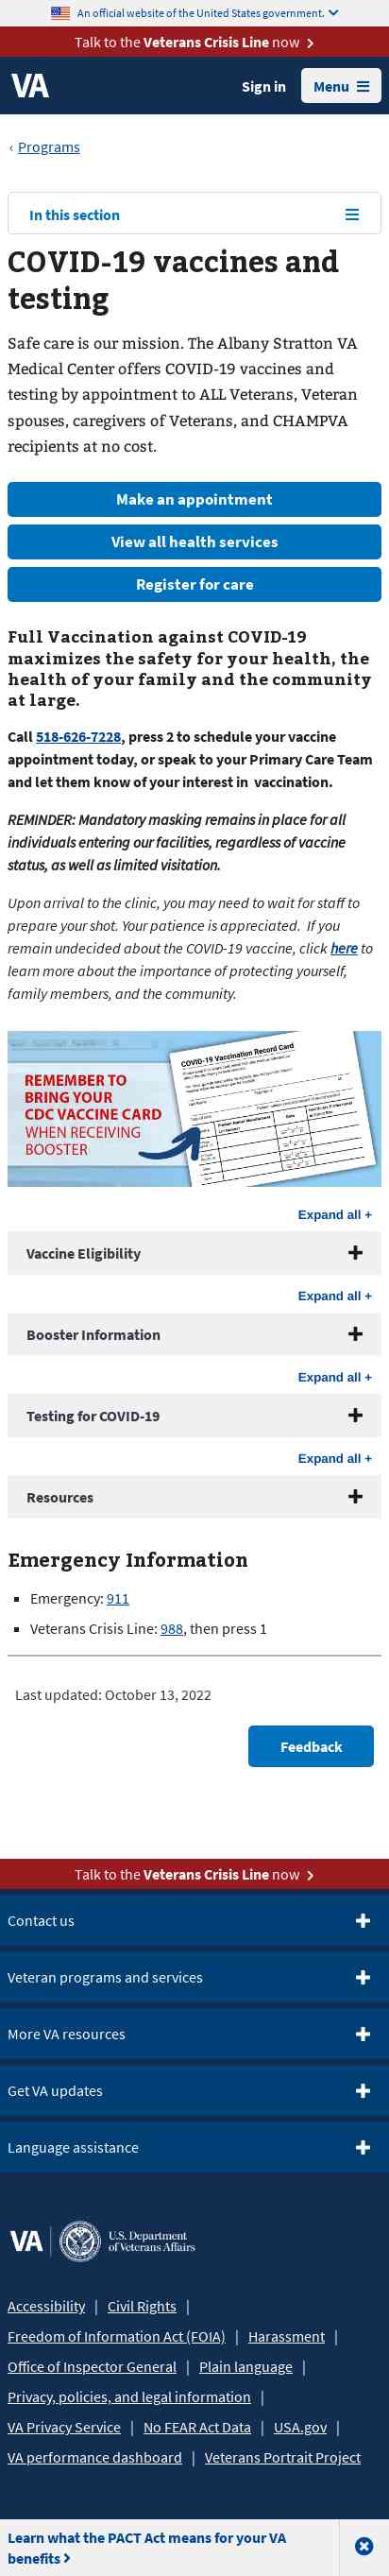 An official website of the United States government.
Talk to the Veterans Crisis Line now
VA
Sign in
Menu
‹ Programs
In this section
COVID-19 vaccines and
testing
Safe care is our mission. The Albany Stratton VA
Medical Center offers COVID-19 vaccines and
testing by appointment to ALL Veterans, Veteran
spouses, caregivers of Veterans, and CHAMPVA
recipients at no cost.
Make an appointment
View all health services
Register for care
Full Vaccination against COVID-19
maximizes the safety for your health, the
health of your family and the community
at large.
Call 518-626-7228, press 2 to schedule your vaccine
appointment today, or speak to your Primary Care Team
and let them know of your interest in  vaccination.
REMINDER: Mandatory masking remains in place for all
individuals entering our facilities, regardless of vaccine
status, as well as limited visitation.
Upon arrival to the clinic, you may need to wait for staff to
prepare your shot. Your patience is appreciated.  If you
remain undecided about the COVID-19 vaccine, click here to
learn more about the importance of protecting yourself,
family members, and the community.
COVID-19 Vaccination Record Card
REMEMBER TO
BRING YOUR
CDC VACCINE CARD
WHEN RECEIVING
BOOSTER
Expand all +
Vaccine Eligibility
Expand all +
Booster Information
Expand all +
Testing for COVID-19
Expand all +
Resources
Emergency Information
Emergency: 911
Veterans Crisis Line: 988, then press 1
Last updated: October 13, 2022
Feedback
Talk to the Veterans Crisis Line now
Contact us
Veteran programs and services
More VA resources
Get VA updates
Language assistance
VA | U.S. Department
of Veterans Affairs
Accessibility | Civil Rights |
Freedom of Information Act (FOIA) | Harassment |
Office of Inspector General | Plain language |
Privacy, policies, and legal information |
VA Privacy Service | No FEAR Act Data | USA.gov |
VA performance dashboard | Veterans Portrait Project
Learn what the PACT Act means for your VA
benefits